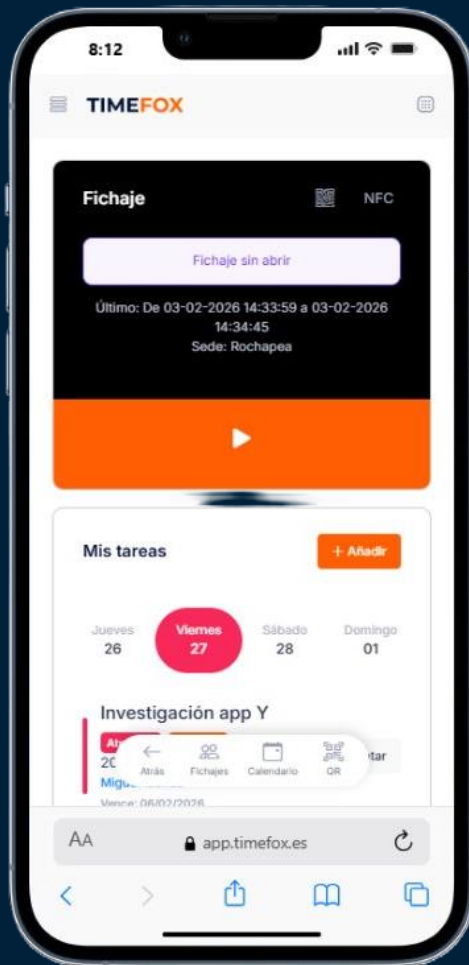 8:12
TIMEFOX
Fichaje
NFC
Fichaje sin abrir
Último: De 03-02-2026 14:33:59 a 03-02-2026
14:34:45
Sede: Rochapea
Mis tareas
+ Añadir
Jueves Viernes Sábado Domingo
26 27 28 01
Investigación app Y
Atrás Fichajes Calendario QR
Vence: 06/02/2026
AA app.timefox.es